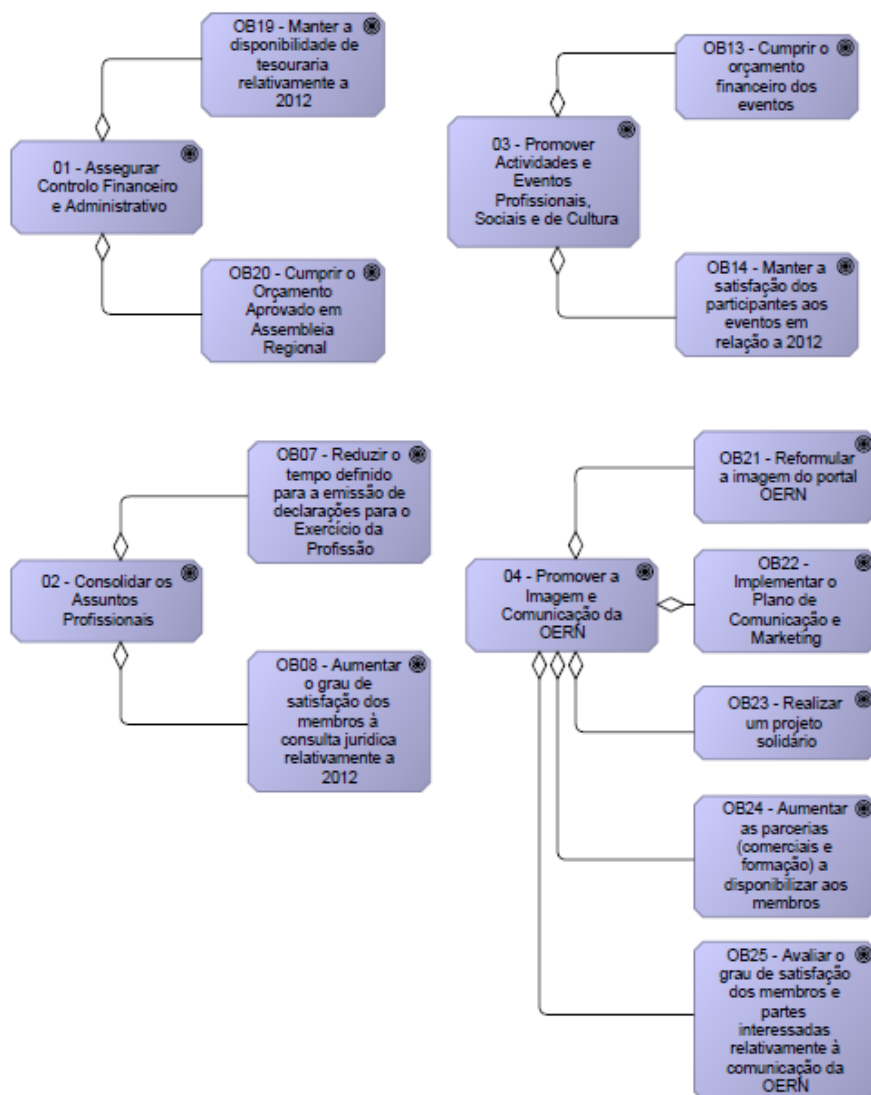 OB19 - Manter a
disponibilidade de
tesouraria
relativamente a
2012
01 - Assegurar
Controlo Financeiro
e Administrativo
OB20 - Cumprir o
Orçamento
Aprovado em
Assembleia
Regional
OB13 - Cumprir o
orçamento
financeiro dos
eventos
03 - Promover
Actividades e
Eventos
Profissionais,
Sociais e de Cultura
OB14 - Manter a
satisfação dos
participantes aos
eventos em
relação a 2012
OB07 - Reduzir o
tempo definido
para a emissão de
declarações para o
Exercício da
Profissão
02 - Consolidar os
Assuntos
Profissionais
OB08 - Aumentar
o grau de
satisfação dos
membros à
consulta juridica
relativamente a
2012
OB21 - Reformular
a imagem do portal
OERN
04 - Promover a
Imagem e
Comunicação da
OERN
OB22 -
Implementar o
Plano de
Comunicação e
Marketing
OB23 - Realizar
um projeto
solidário
OB24 - Aumentar
as parcerias
(comerciais e
formação) a
disponibilizar aos
membros
OB25 - Avaliar o
grau de satisfação
dos membros e
partes
interessadas
relativamente à
comunicação da
OERN